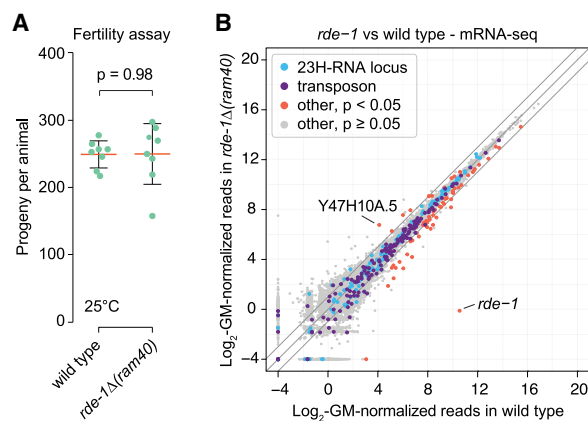 A
Fertility assay
p = 0.98
Progeny per animal
400
300
200
100
0
25°C
wild type
rde-1Δ(ram40)
B
rde−1 vs wild type - mRNA-seq
23H-RNA locus
transposon
other, p < 0.05
other, p ≥ 0.05
Y47H10A.5
rde−1
Log2-GM-normalized reads in rde-1Δ(ram40)
20
16
12
8
4
0
−4
−4 0 4 8 12 16 20
Log2-GM-normalized reads in wild type